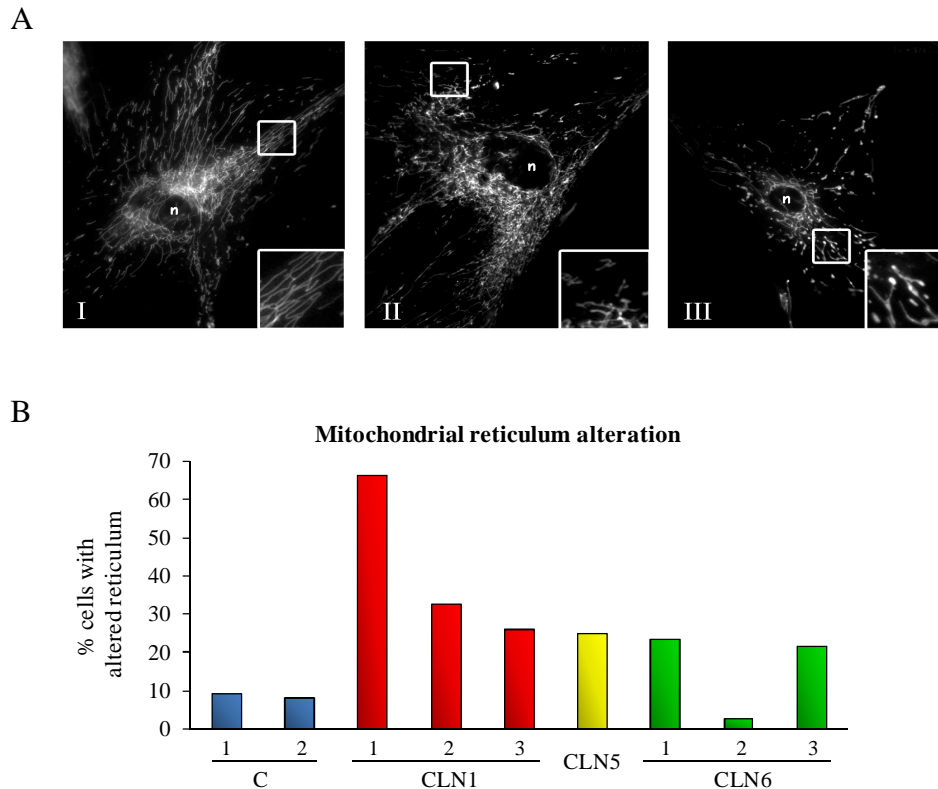 A
n
I
n
II
n
III
B
Mitochondrial reticulum alteration
% cells with
altered reticulum
70
60
50
40
30
20
10
0
1 2 1 2 3 CLN5 1 2 3
C CLN1 CLN6